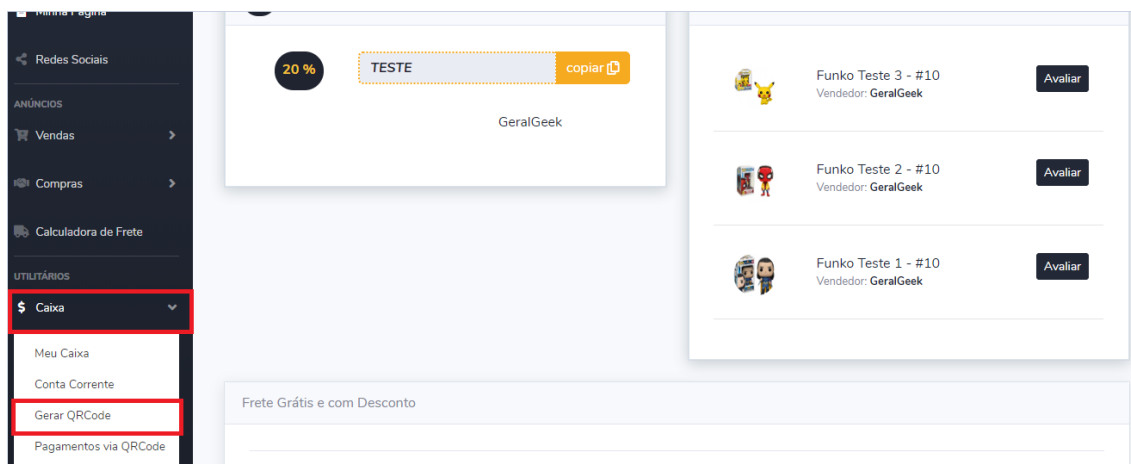 Minha Página
Redes Sociais
ANÚNCIOS
Vendas
Compras
Calculadora de Frete
UTILITÁRIOS
$ Caixa
Meu Caixa
Conta Corrente
Gerar QRCode
Pagamentos via QRCode
20 %
TESTE
copiar
GeralGeek
Funko Teste 3 - #10
Vendedor: GeralGeek
Avaliar
Funko Teste 2 - #10
Vendedor: GeralGeek
Avaliar
Funko Teste 1 - #10
Vendedor: GeralGeek
Avaliar
Frete Grátis e com Desconto